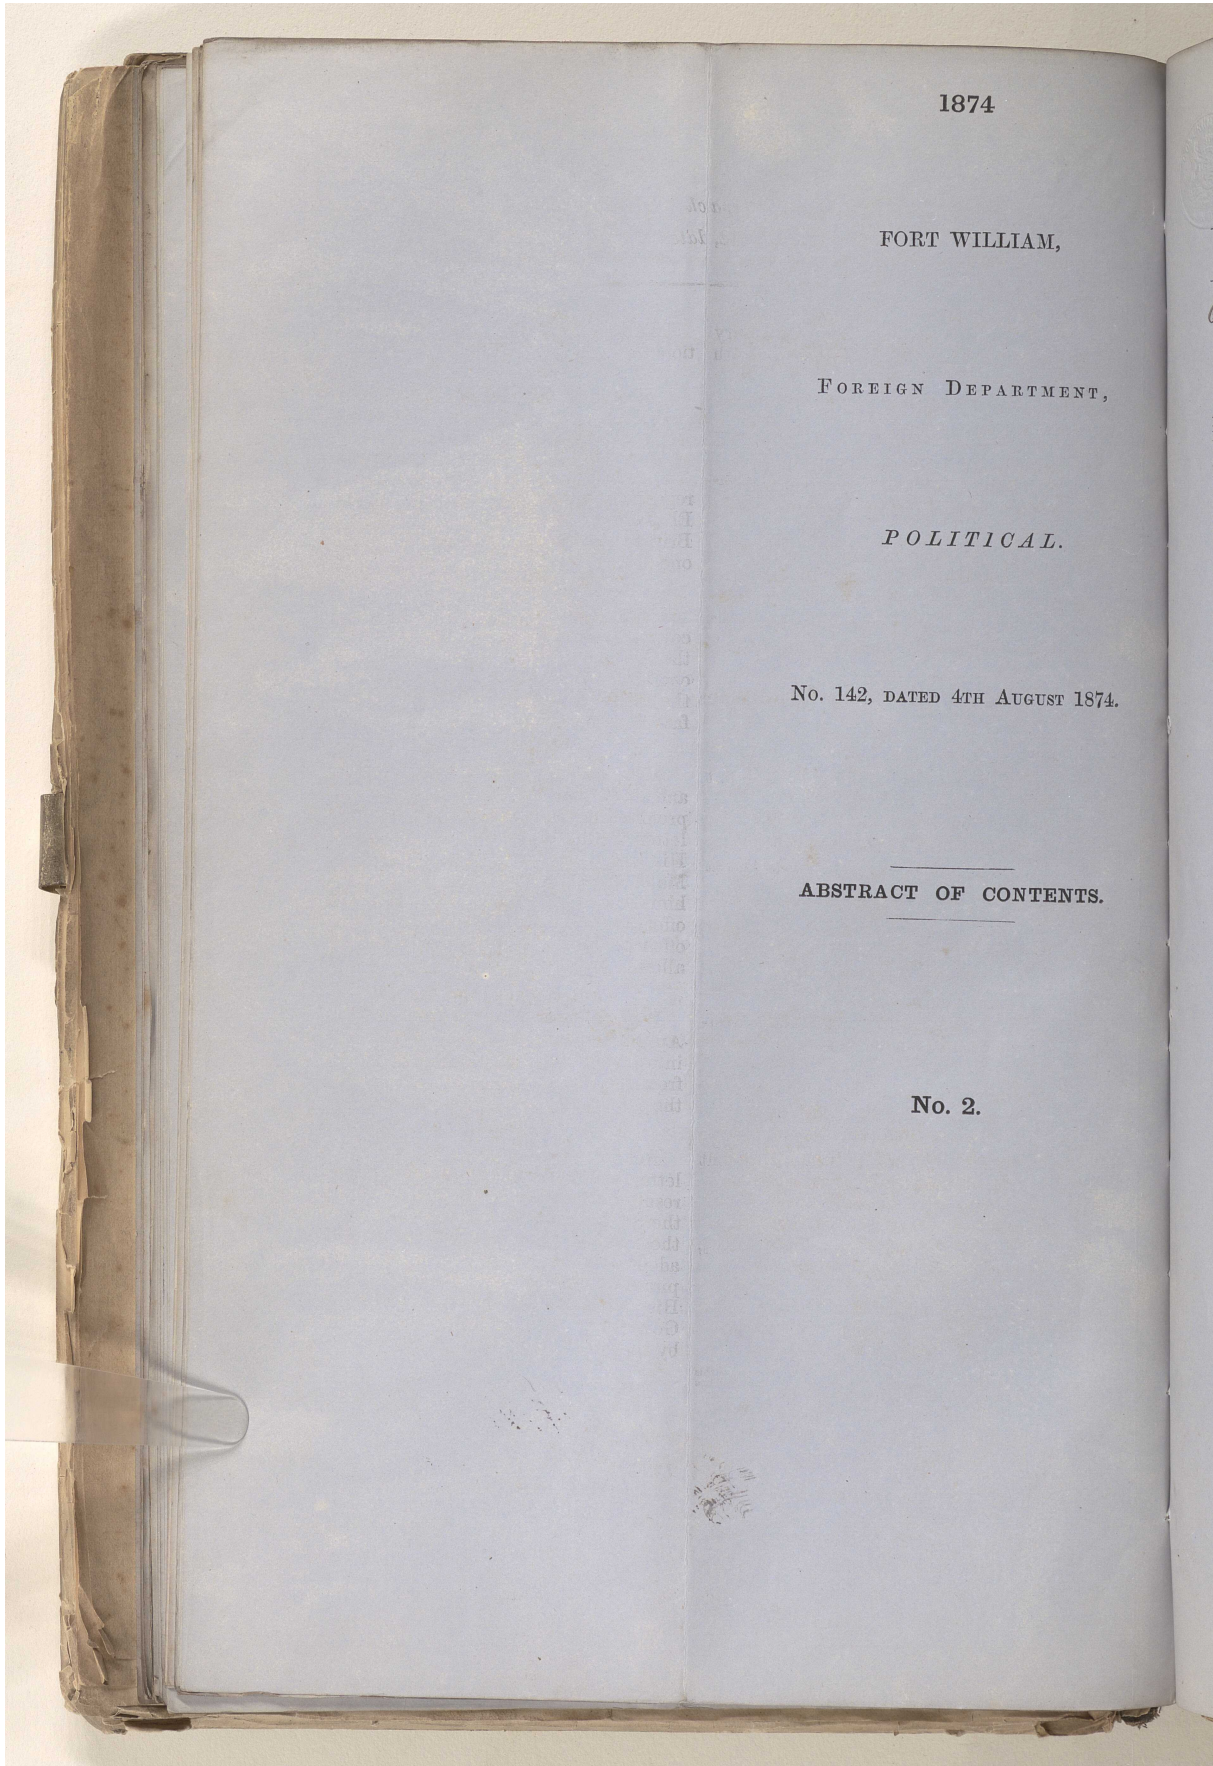 1874
FORT WILLIAM,
FOREIGN DEPARTMENT,
POLITICAL.
No. 142, DATED 4TH AUGUST 1874.
ABSTRACT OF CONTENTS.
No. 2.